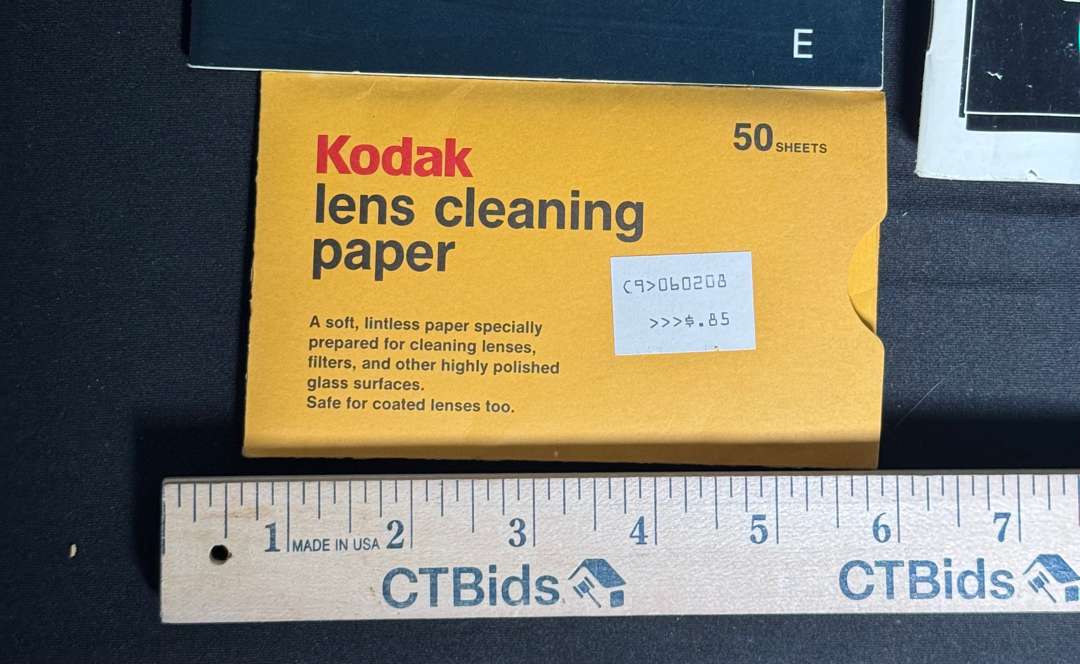 E
Kodak
50 SHEETS
lens cleaning
paper
(9>060208
>>>$.85
A soft, lintless paper specially
prepared for cleaning lenses,
filters, and other highly polished
glass surfaces.
Safe for coated lenses too.
1 MADE IN USA 2 3 4 5 6 7
CTBids CTBids